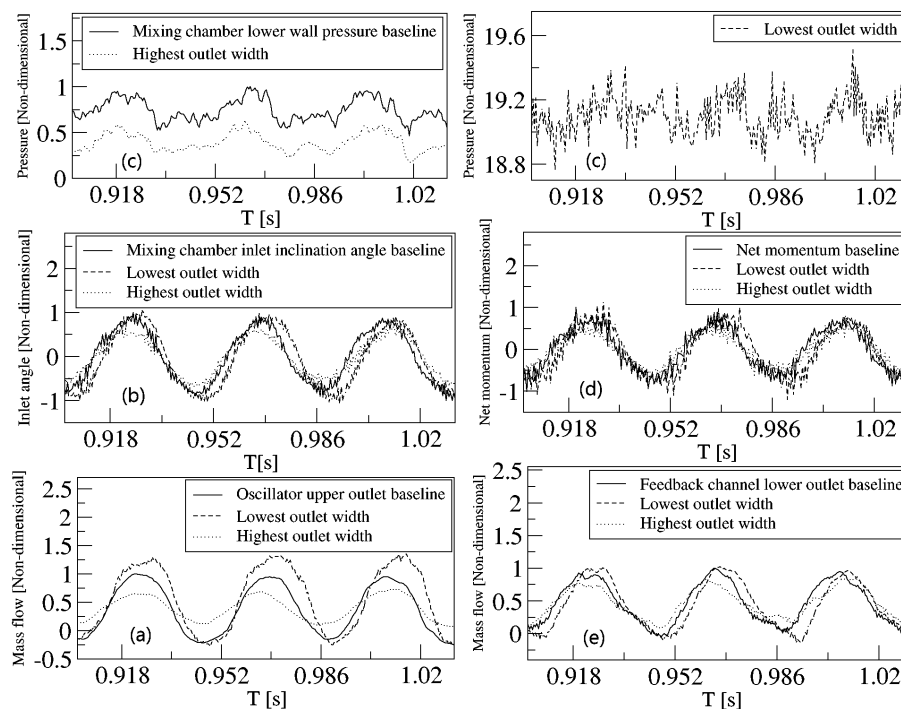 Pressure [Non-dimensional]
1.5
1
0.5
0
Mixing chamber lower wall pressure baseline
Highest outlet width
(c)
0.918 0.952 0.986 1.02
T [s]
Pressure [Non-dimensional]
19.6
19.2
18.8
Lowest outlet width
(c)
0.918 0.952 0.986 1.02
T [s]
Inlet angle [Non-dimensional]
2
1
0
-1
Mixing chamber inlet inclination angle baseline
Lowest outlet width
Highest outlet width
(b)
0.918 0.952 0.986 1.02
T[s]
Net momentum [Non-dimensional]
2
1
0
-1
Net momentum baseline
Lowest outlet width
Highest outlet width
(d)
0.918 0.952 0.986 1.02
T [s]
Mass flow [Non-dimensional]
2.5
2
1.5
1
0.5
0
-0.5
Oscillator upper outlet baseline
Lowest outlet width
Highest outlet width
(a)
0.918 0.952 0.986 1.02
T [s]
Mass flow [Non-dimensional]
2.5
2
1.5
1
0.5
0
Feedback channel lower outlet baseline
Lowest outlet width
Highest outlet width
(e)
0.918 0.952 0.986 1.02
T [s]